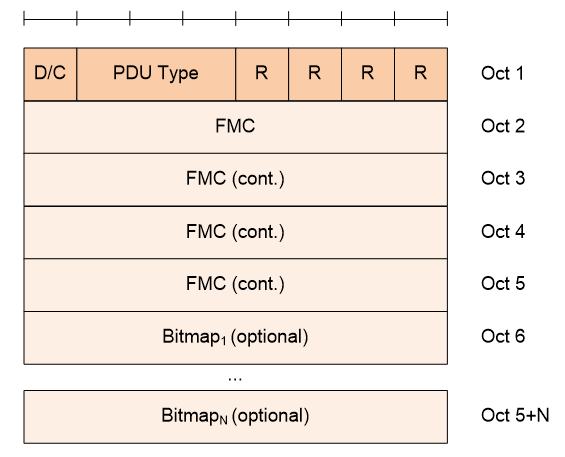 D/C PDU Type R R R R Oct 1
FMC Oct 2
FMC (cont.) Oct 3
FMC (cont.) Oct 4
FMC (cont.) Oct 5
Bitmap₁ (optional) Oct 6
...
Bitmap_N (optional) Oct 5+N